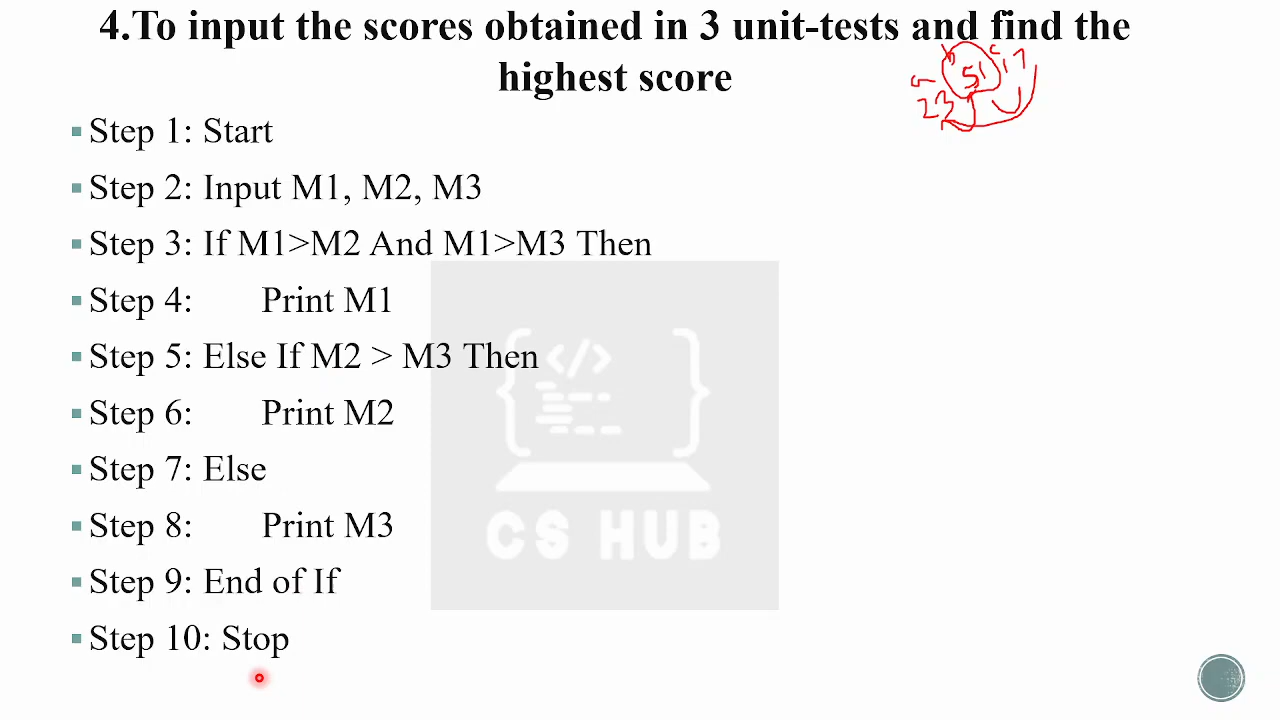 4.To input the scores obtained in 3 unit-tests and find the
highest score
a b c
23 51 17
Step 1: Start
Step 2: Input M1, M2, M3
Step 3: If M1>M2 And M1>M3 Then
Step 4: Print M1
Step 5: Else If M2 > M3 Then
Step 6: Print M2
Step 7: Else
Step 8: Print M3
Step 9: End of If
Step 10: Stop
</>
CS HUB